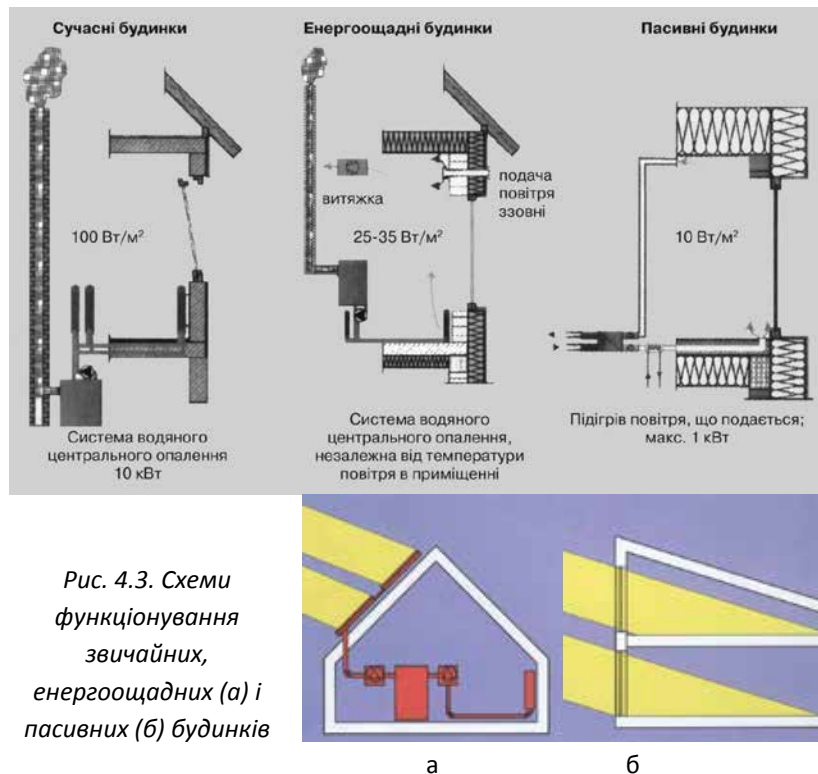 Сучасні будинки
Енергоощадні будинки
Пасивні будинки
витяжка
подача
повітря
ззовні
100 Вт/м²
25-35 Вт/м²
10 Вт/м²
Система водяного
центрального опалення
10 кВт
Система водяного
центрального опалення,
незалежна від температури
повітря в приміщенні
Підігрів повітря, що подається;
макс. 1 кВт
Рис. 4.3. Схеми
функціонування
звичайних,
енергоощадних (а) і
пасивних (б) будинків
а
б